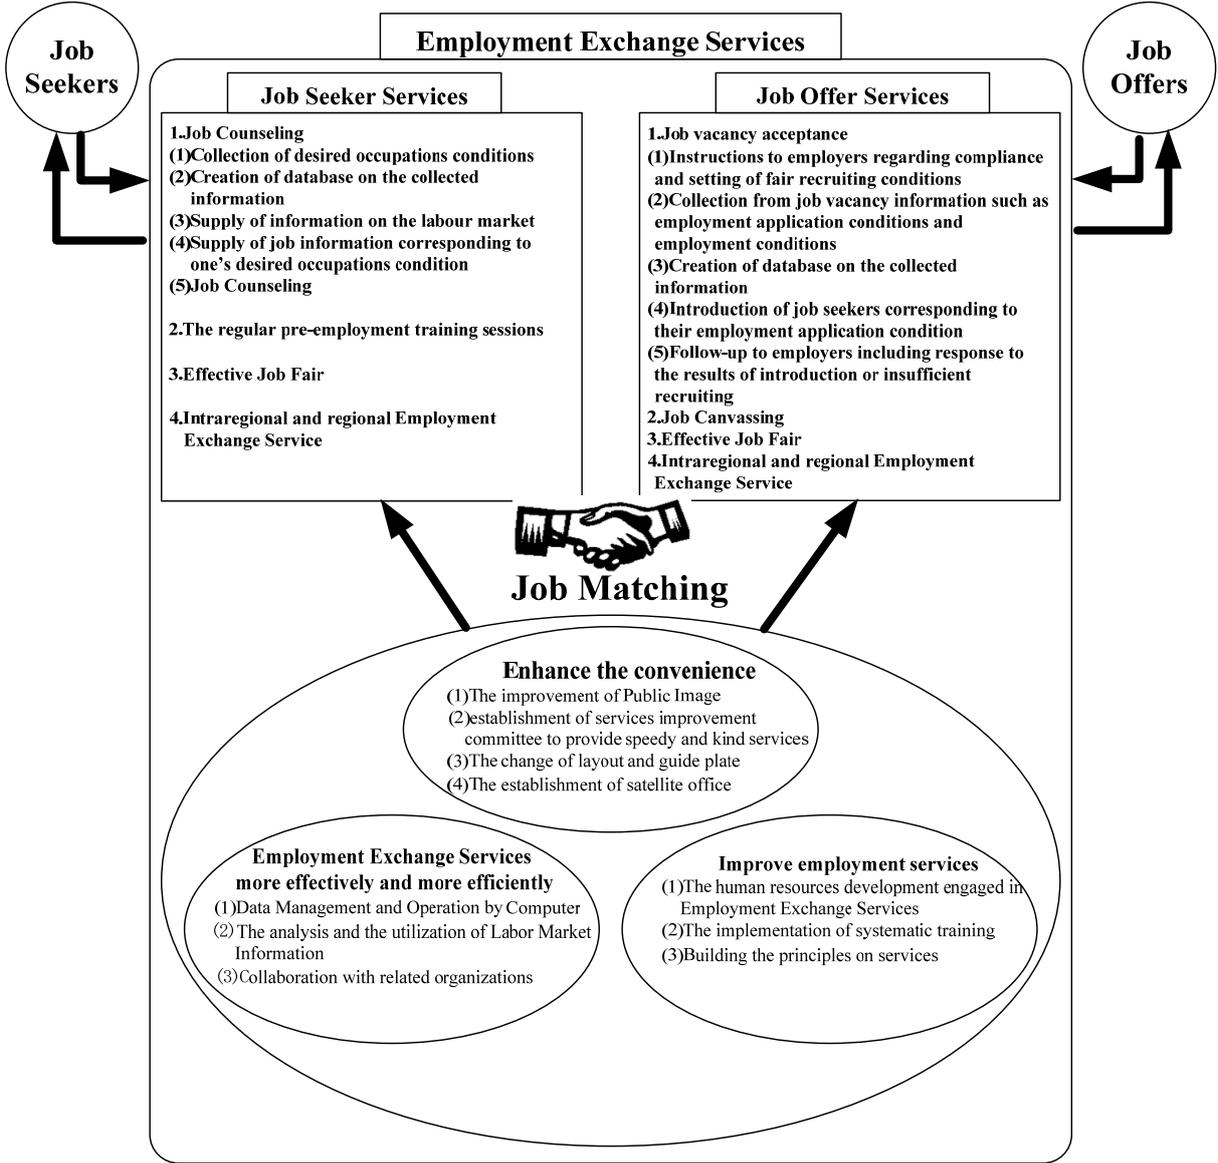 Job
Seekers
Employment Exchange Services
Job
Offers
Job Seeker Services
1.Job Counseling
(1)Collection of desired occupations conditions
(2)Creation of database on the collected
information
(3)Supply of information on the labour market
(4)Supply of job information corresponding to
one's desired occupations condition
(5)Job Counseling
2.The regular pre-employment training sessions
3.Effective Job Fair
4.Intraregional and regional Employment
Exchange Service
Job Offer Services
1.Job vacancy acceptance
(1)Instructions to employers regarding compliance
and setting of fair recruiting conditions
(2)Collection from job vacancy information such as
employment application conditions and
employment conditions
(3)Creation of database on the collected
information
(4)Introduction of job seekers corresponding to
their employment application condition
(5)Follow-up to employers including response to
the results of introduction or insufficient
recruiting
2.Job Canvassing
3.Effective Job Fair
4.Intraregional and regional Employment
Exchange Service
Job Matching
Enhance the convenience
(1)The improvement of Public Image
(2)establishment of services improvement
committee to provide speedy and kind services
(3)The change of layout and guide plate
(4)The establishment of satellite office
Employment Exchange Services
more effectively and more efficiently
(1)Data Management and Operation by Computer
(2)The analysis and the utilization of Labor Market
Information
(3)Collaboration with related organizations
Improve employment services
(1)The human resources development engaged in
Employment Exchange Services
(2)The implementation of systematic training
(3)Building the principles on services